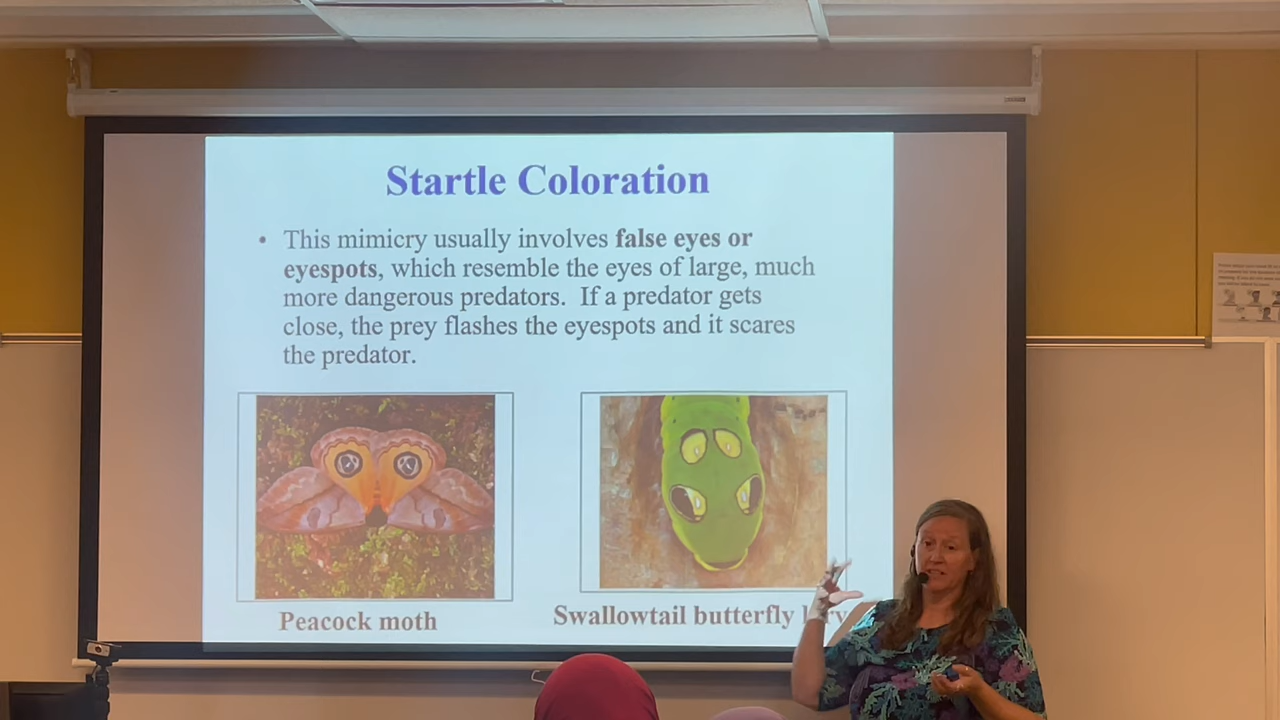 Startle Coloration
• This mimicry usually involves false eyes or
eyespots, which resemble the eyes of large, much
more dangerous predators. If a predator gets
close, the prey flashes the eyespots and it scares
the predator.
Peacock moth
Swallowtail butterfly